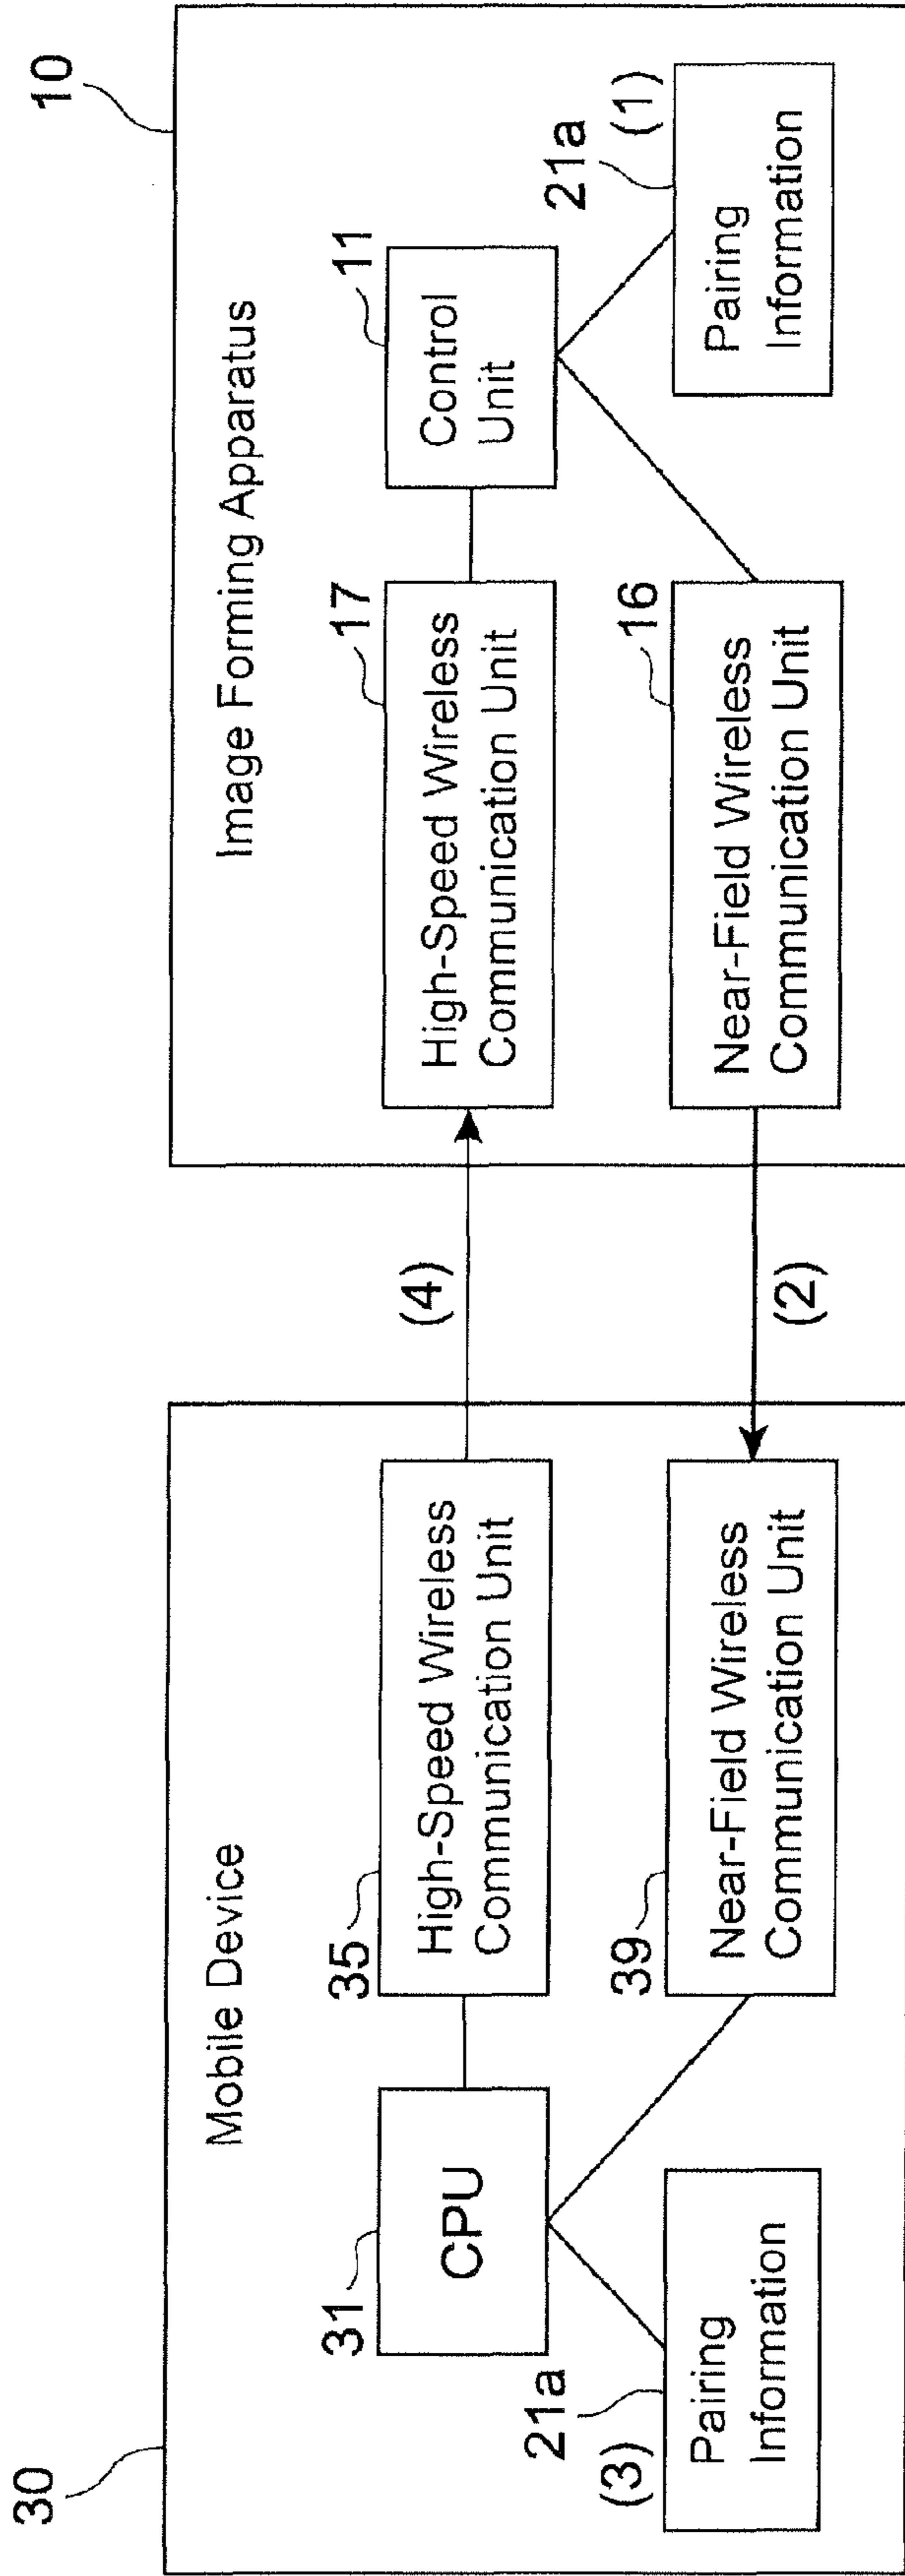 30
Mobile Device
31
CPU
35
High-Speed Wireless
Communication Unit
21a
(3)
Pairing
Information
39
Near-Field Wireless
Communication Unit
(4)
(2)
10
Image Forming Apparatus
17
High-Speed Wireless
Communication Unit
11
Control
Unit
16
Near-Field Wireless
Communication Unit
21a
(1)
Pairing
Information